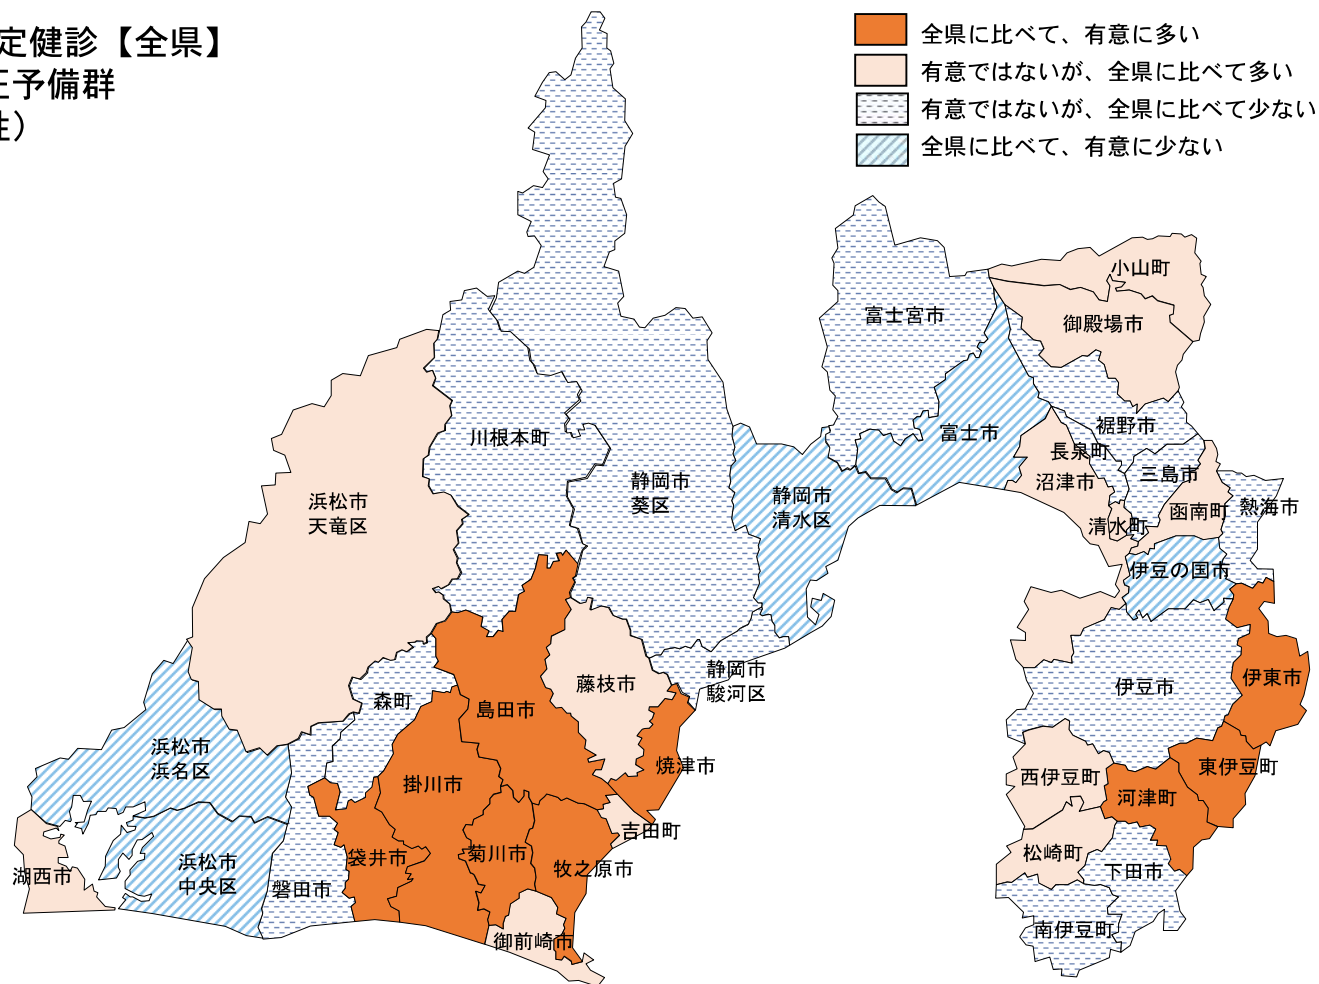 定健診【全県】
予備群
全県に比べて、有意に多い
有意ではないが、全県に比べて多い
有意ではないが、全県に比べて少ない
全県に比べて、有意に少ない
小山町
富士宮市
御殿場市
裾野市
富士市
川根本町
長泉町
三島市
沼津市
静岡市
葵区
静岡市
清水区
浜松市
天竜区
函南町
熱海市
清水町
伊豆の国市
静岡市
駿河区
藤枝市
伊豆市
伊東市
森町
島田市
浜松市
浜名区
焼津市
西伊豆町
東伊豆町
掛川市
河津町
吉田町
袋井市
菊川市
松崎町
浜松市
中央区
牧之原市
下田市
湖西市
磐田市
御前崎市
南伊豆町